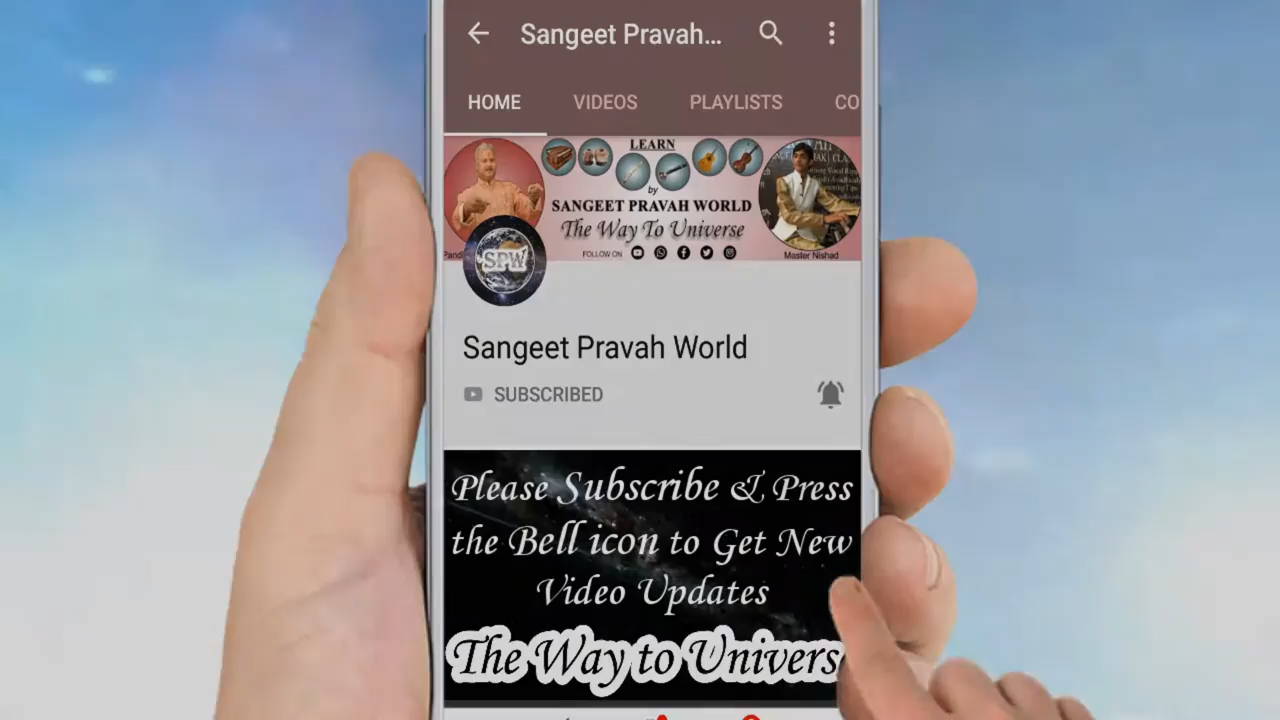 Sangeet Pravah...
HOME VIDEOS PLAYLISTS CO
LEARN
by
SANGEET PRAVAH WORLD
The Way To Universe
FOLLOW ON
Pandi
Master Nishad
SPW
Sangeet Pravah World
SUBSCRIBED
Please Subscribe & Press
the Bell icon to Get New
Video Updates
The Way to Univers